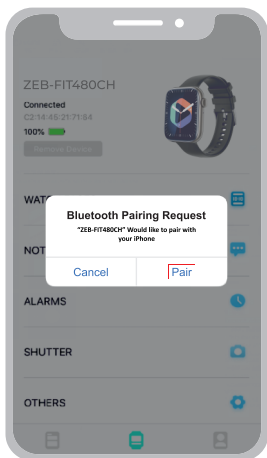 ZEB-FIT480CH
Connected
C2:14:46:21:71:64
100%
Remove Device
WATC
Bluetooth Pairing Request
"ZEB-FIT480CH" Would like to pair with
your iPhone
NOT
Cancel Pair
ALARMS
SHUTTER
OTHERS